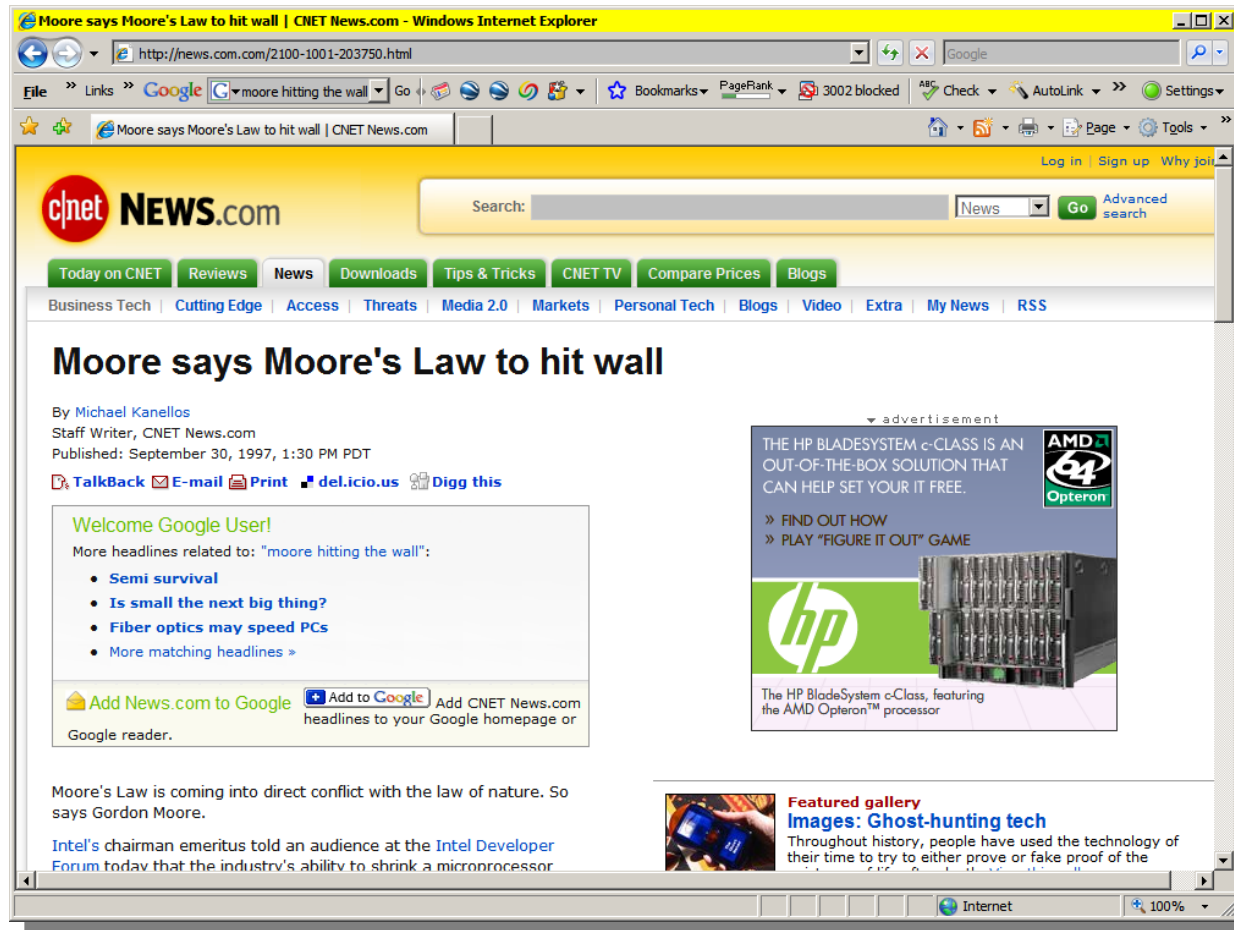 Moore says Moore's Law to hit wall | CNET News.com - Windows Internet Explorer
http://news.com.com/2100-1001-203750.html
Google
File » Links » Google G moore hitting the wall Go Bookmarks PageRank 3002 blocked ABC Check AutoLink » Settings
Moore says Moore's Law to hit wall | CNET News.com
Page Tools »
Log in | Sign up Why join
c|net NEWS.com
Search:
News
Go
Advanced
search
Today on CNET Reviews News Downloads Tips & Tricks CNET TV Compare Prices Blogs
Business Tech | Cutting Edge | Access | Threats | Media 2.0 | Markets | Personal Tech | Blogs | Video | Extra | My News | RSS
Moore says Moore's Law to hit wall
By Michael Kanellos
Staff Writer, CNET News.com
Published: September 30, 1997, 1:30 PM PDT
TalkBack E-mail Print del.icio.us Digg this
Welcome Google User!
More headlines related to: "moore hitting the wall":
• Semi survival
• Is small the next big thing?
• Fiber optics may speed PCs
• More matching headlines »
Add News.com to Google Add to Google Add CNET News.com
headlines to your Google homepage or
Google reader.
advertisement
THE HP BLADESYSTEM c-CLASS IS AN
OUT-OF-THE-BOX SOLUTION THAT
CAN HELP SET YOUR IT FREE.
AMD
64
Opteron
» FIND OUT HOW
» PLAY "FIGURE IT OUT" GAME
hp
The HP BladeSystem c-Class, featuring
the AMD Opteron™ processor
Moore's Law is coming into direct conflict with the law of nature. So
says Gordon Moore.
Intel's chairman emeritus told an audience at the Intel Developer
Forum today that the industry's ability to shrink a microprocessor
Featured gallery
Images: Ghost-hunting tech
Throughout history, people have used the technology of
their time to try to either prove or fake proof of the
Internet
100%